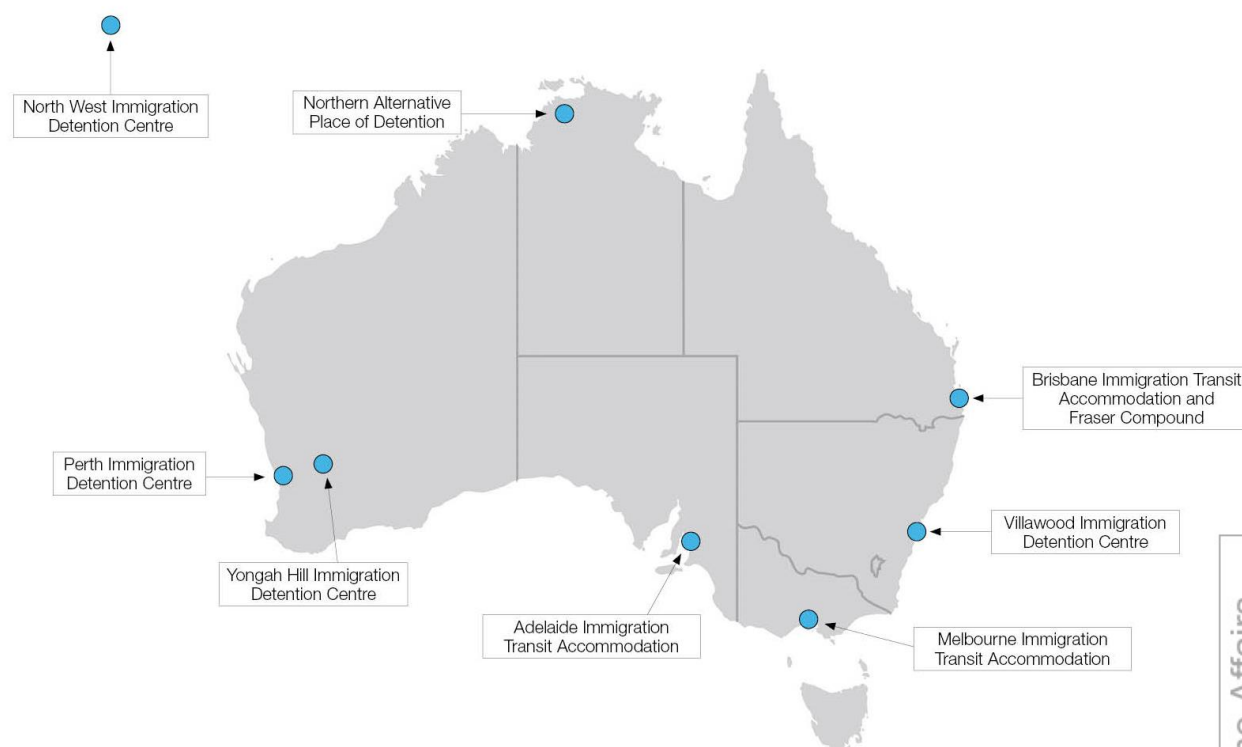 North West Immigration
Detention Centre
Northern Alternative
Place of Detention
Brisbane Immigration Transit
Accommodation and
Fraser Compound
Perth Immigration
Detention Centre
Yongah Hill Immigration
Detention Centre
Villawood Immigration
Detention Centre
Adelaide Immigration
Transit Accommodation
Melbourne Immigration
Transit Accommodation